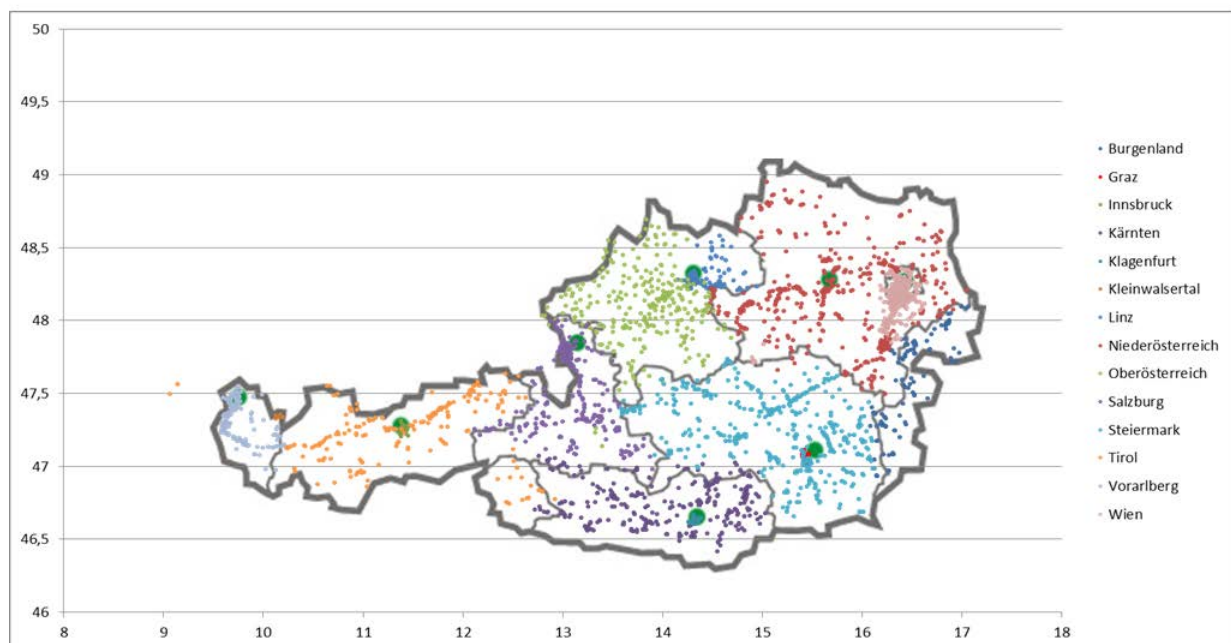 50
49,5
49
48,5
48
47,5
47
46,5
46
8 9 10 11 12 13 14 15 16 17 18
Burgenland
Graz
Innsbruck
Kärnten
Klagenfurt
Kleinwalsertal
Linz
Niederösterreich
Oberösterreich
Salzburg
Steiermark
Tirol
Vorarlberg
Wien